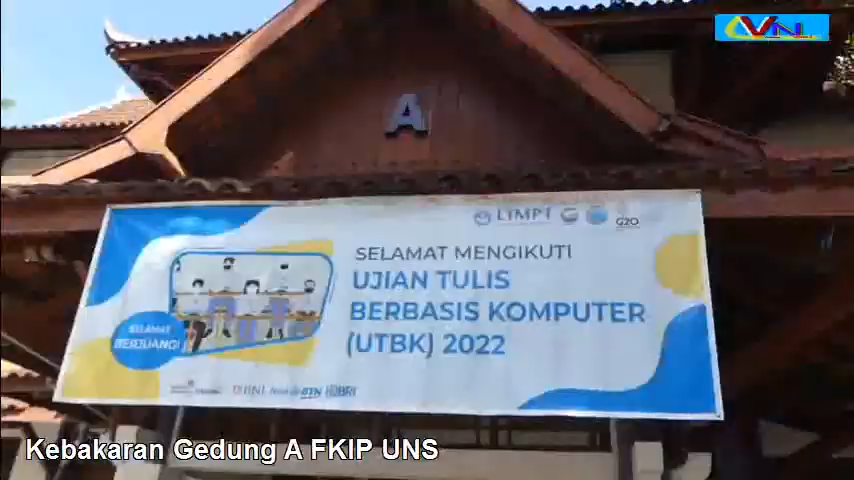 VNL
A
LTMPT
G20
SELAMAT MENGIKUTI
UJIAN TULIS
BERBASIS KOMPUTER
(UTBK) 2022
SELAMAT
BERJUANG!
BNI
BTN
BRI
Kebakaran Gedung A FKIP UNS